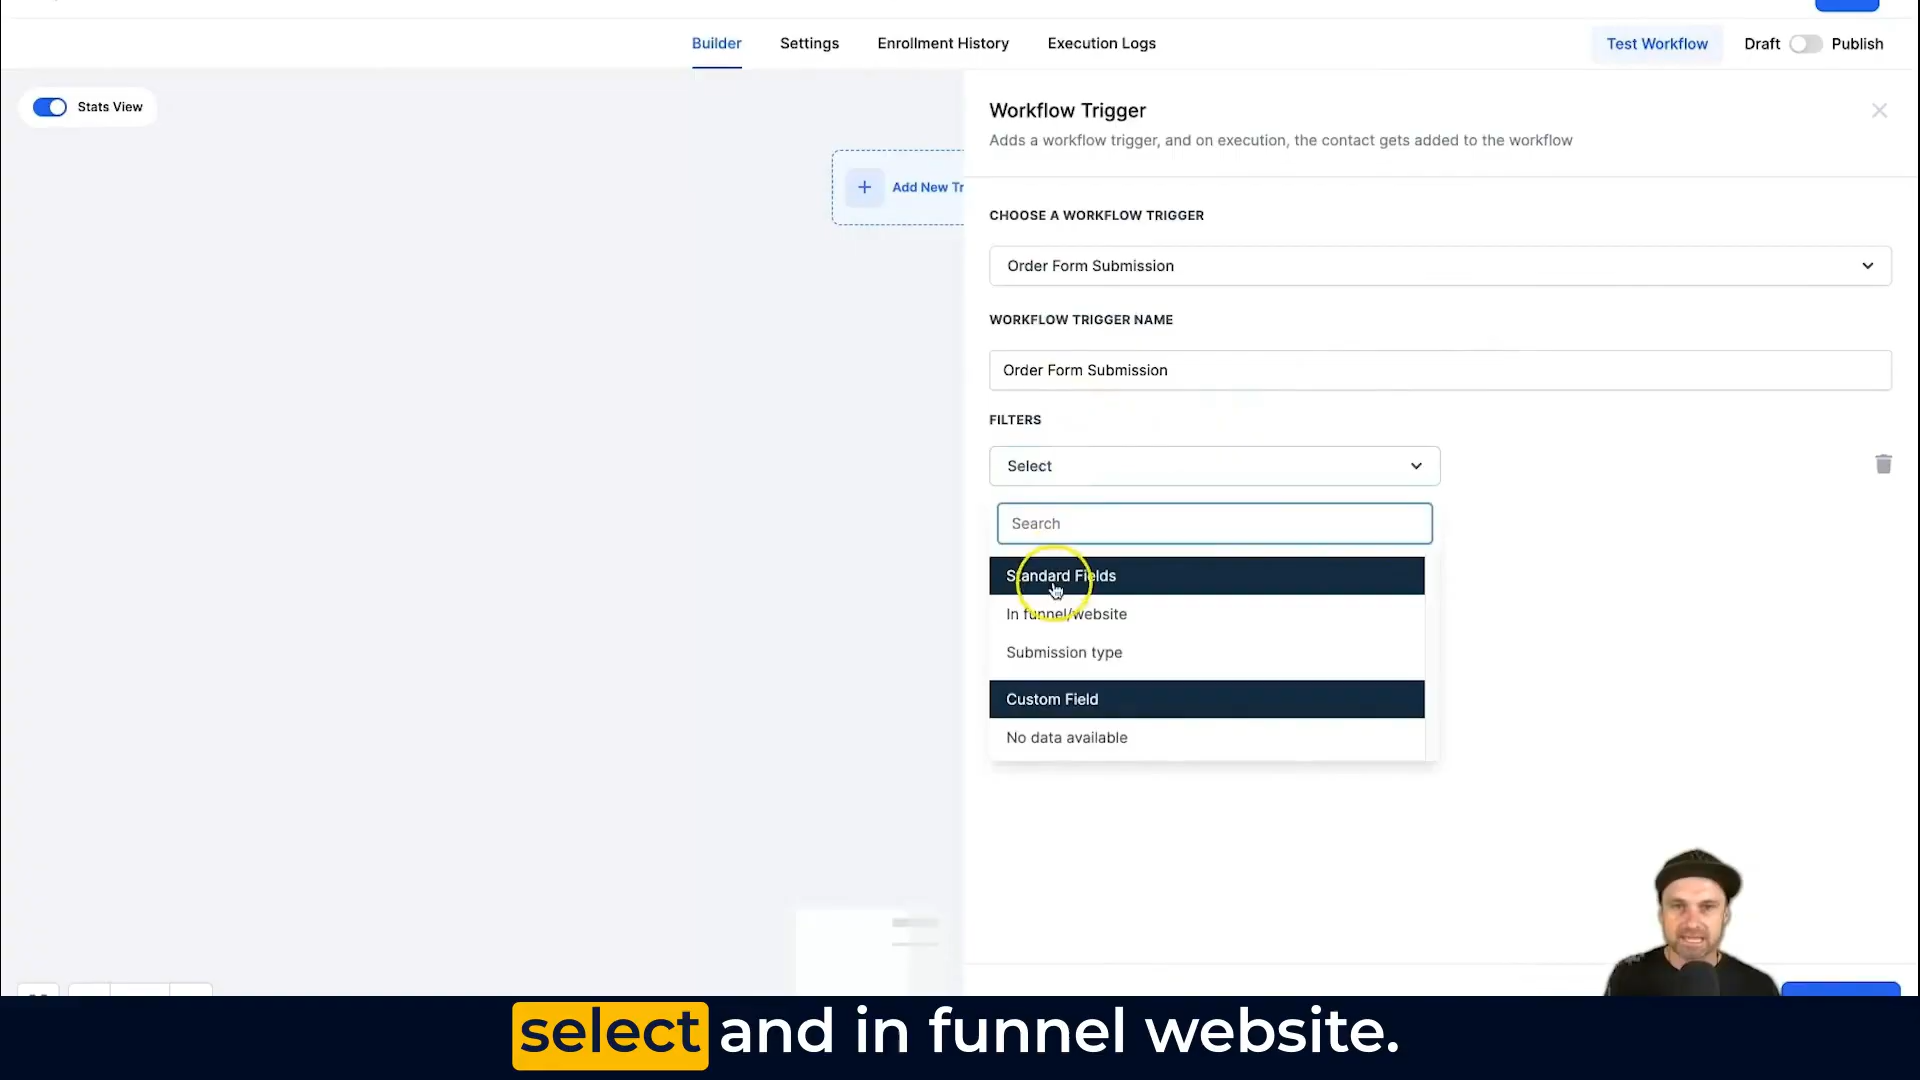 Builder
Settings
Enrollment History
Execution Logs
Test Workflow
Draft
Publish
Stats View
Add New Tr
Workflow Trigger
Adds a workflow trigger, and on execution, the contact gets added to the workflow
CHOOSE A WORKFLOW TRIGGER
Order Form Submission
WORKFLOW TRIGGER NAME
Order Form Submission
FILTERS
Select
Search
Standard Fields
In funnel/website
Submission type
Custom Field
No data available
select and in funnel website.